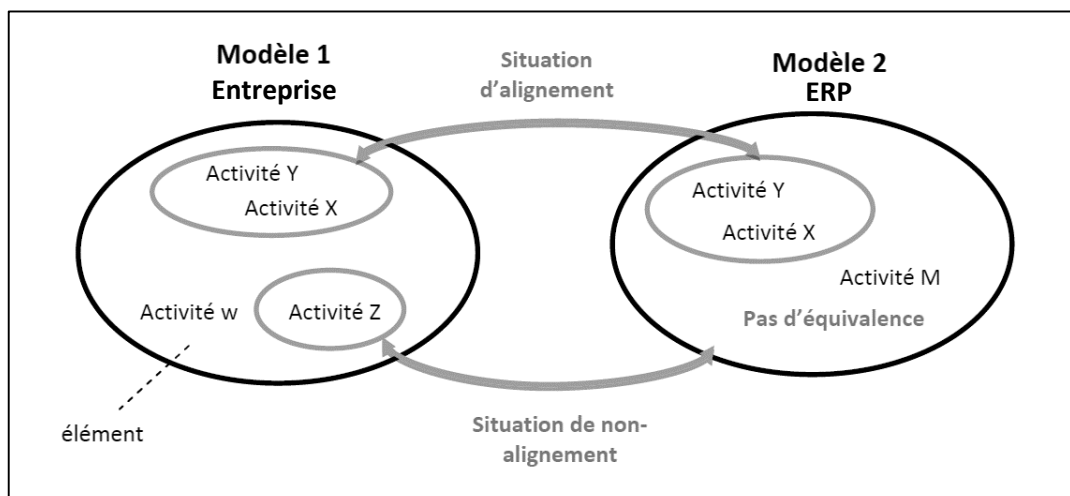 Modèle 1
Entreprise
Situation
d’alignement
Modèle 2
ERP
Activité Y
Activité X
Activité Y
Activité X
Activité w
Activité Z
Activité M
Pas d’équivalence
élément
Situation de non-
alignement